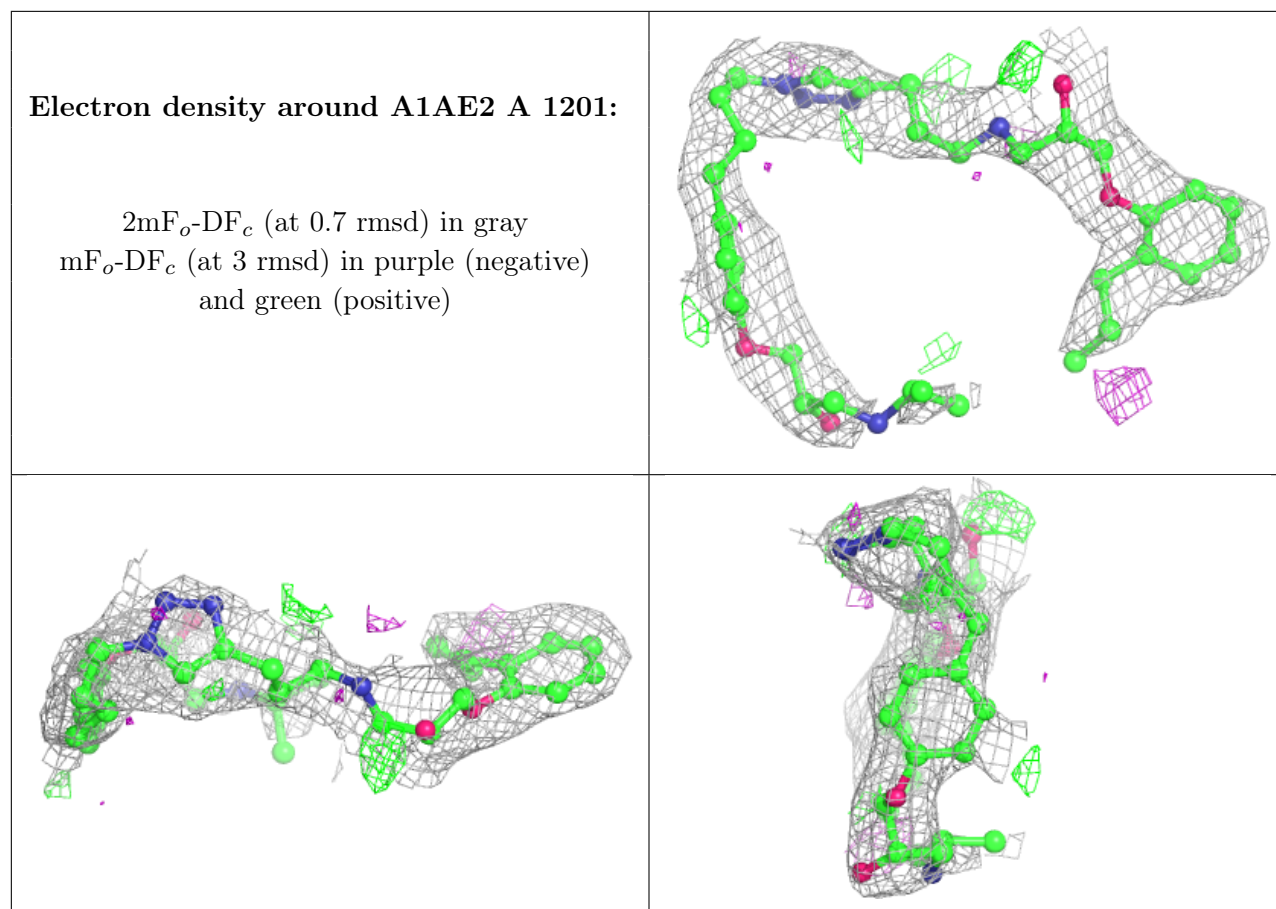 Electron density around A1AE2 A 1201:
2mFₒ-DF𝑐 (at 0.7 rmsd) in gray
mFₒ-DF𝑐 (at 3 rmsd) in purple (negative)
and green (positive)